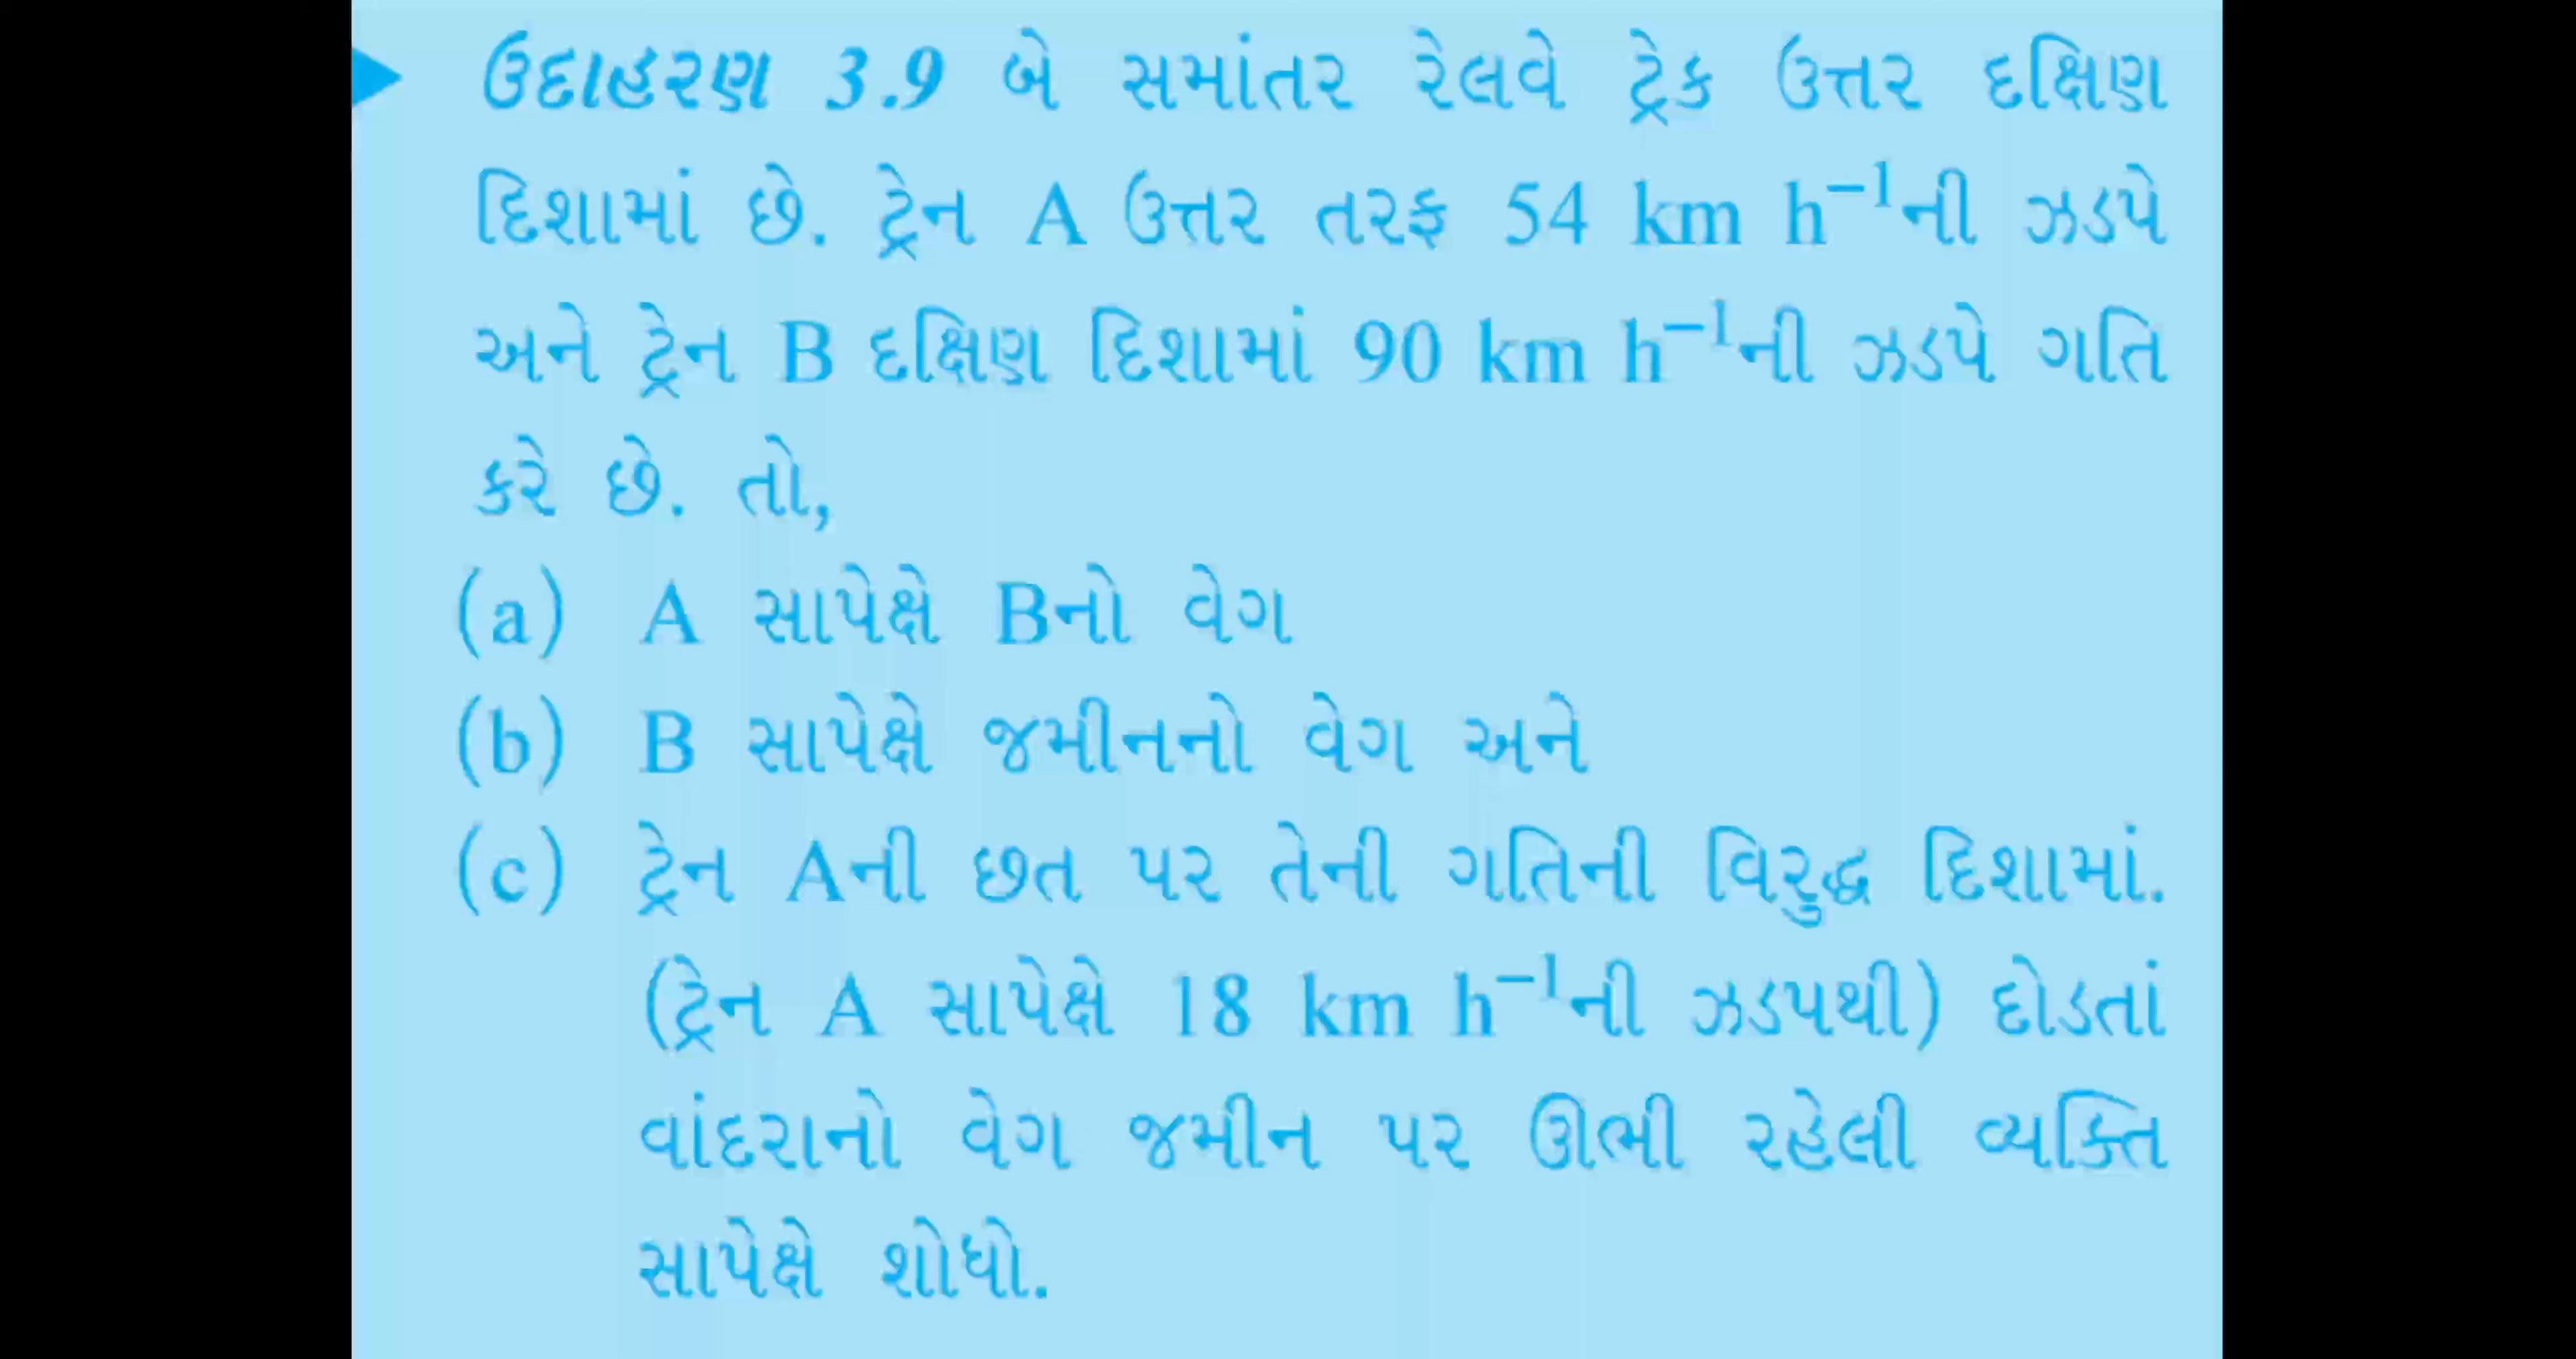 ઉદાહરણ 3.9 બે સમાંતર રેલવે ટ્રેક ઉત્તર દક્ષિણ
દિશામાં છે. ટ્રેન A ઉત્તર તરફ 54 km h⁻¹ની ઝડપે
અને ટ્રેન B દક્ષિણ દિશામાં 90 km h⁻¹ની ઝડપે ગતિ
કરે છે. તો,
(a) A સાપેક્ષે Bનો વેગ
(b) B સાપેક્ષે જમીનનો વેગ અને
(c) ટ્રેન Aની છત પર તેની ગતિની વિરુદ્ધ દિશામાં.
(ટ્રેન A સાપેક્ષે 18 km h⁻¹ની ઝડપથી) દોડતાં
વાંદરાનો વેગ જમીન પર ઊભી રહેલી વ્યક્તિ
સાપેક્ષે શોધો.